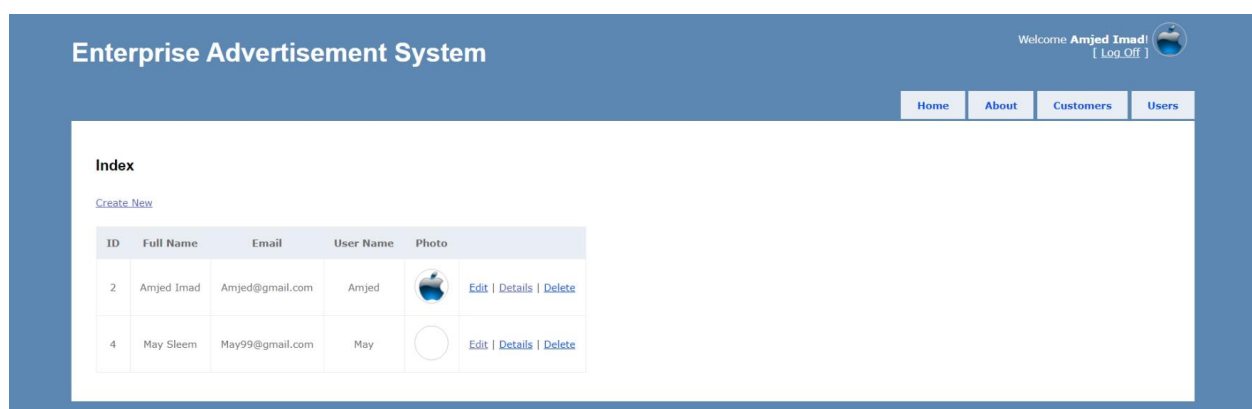 Enterprise Advertisement System
Welcome Amjed Imad!
[ Log Off ]
Home About Customers Users
Index
Create New
ID Full Name Email User Name Photo
2 Amjed Imad Amjed@gmail.com Amjed Edit | Details | Delete
4 May Sleem May99@gmail.com May Edit | Details | Delete